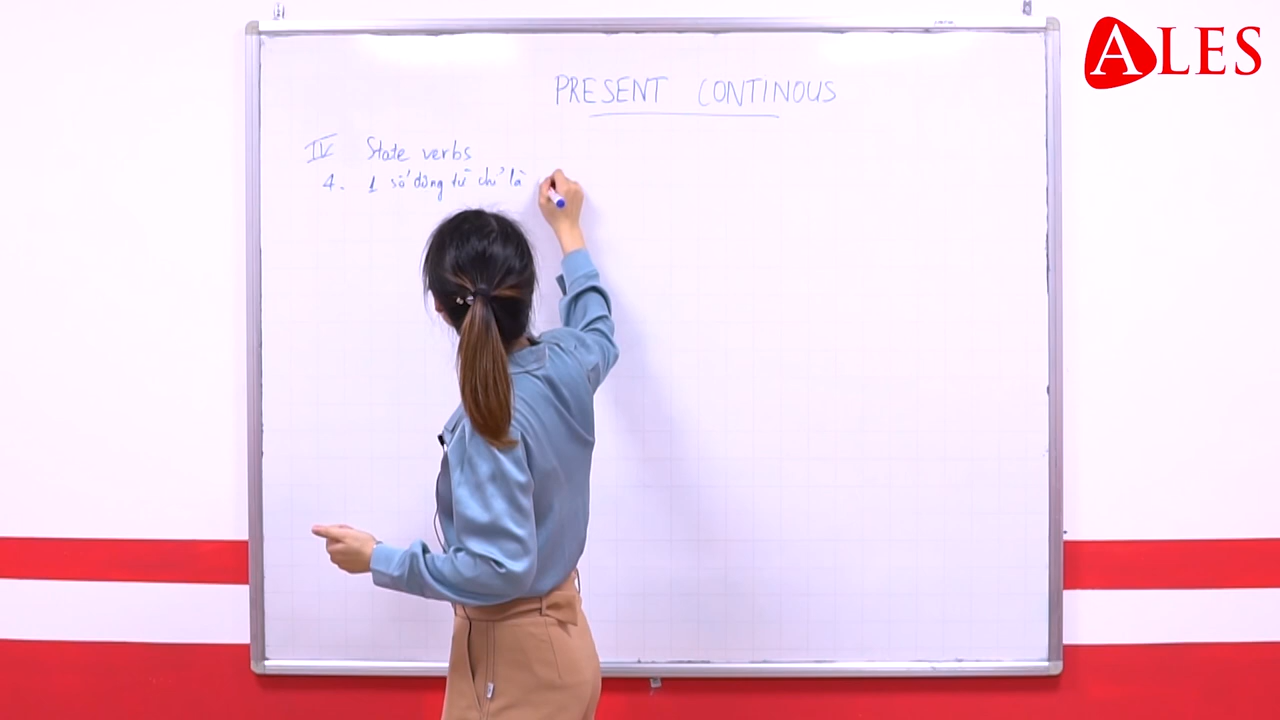 ALES
PRESENT CONTINOUS
IV State verbs
4. 1 số động từ chỉ là